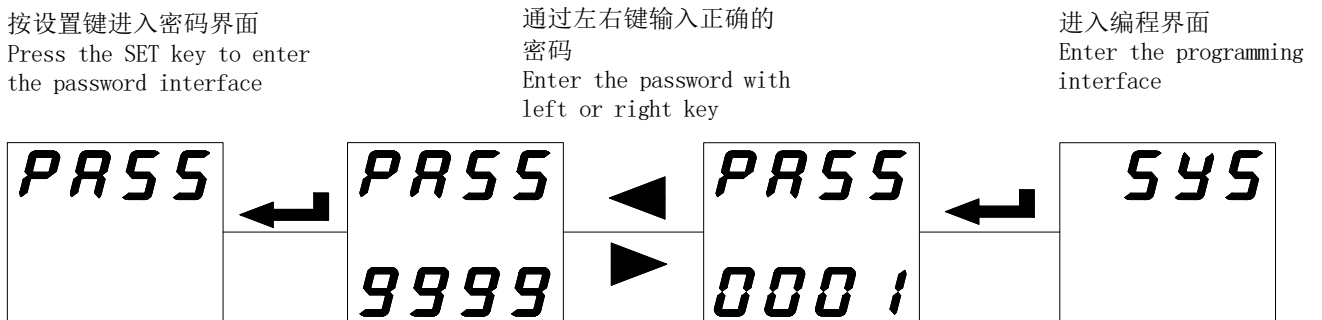 按设置键进入密码界面
Press the SET key to enter
the password interface
通过左右键输入正确的
密码
Enter the password with
left or right key
进入编程界面
Enter the programming
interface
PASS
PASS
9999
PASS
0001
SYS